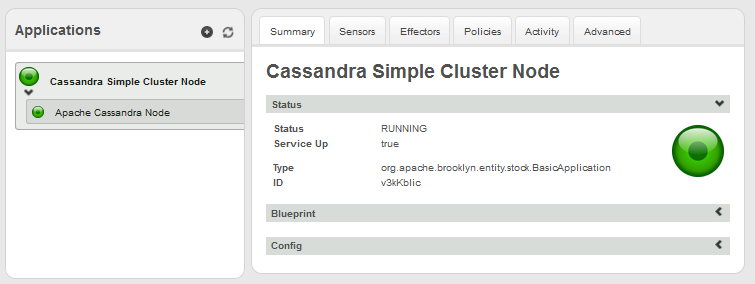 Applications
Cassandra Simple Cluster Node
Apache Cassandra Node
Summary Sensors Effectors Policies Activity Advanced
Cassandra Simple Cluster Node
Status
Status RUNNING
Service Up true
Type org.apache.brooklyn.entity.stock.BasicApplication
ID v3kKbIic
Blueprint
Config